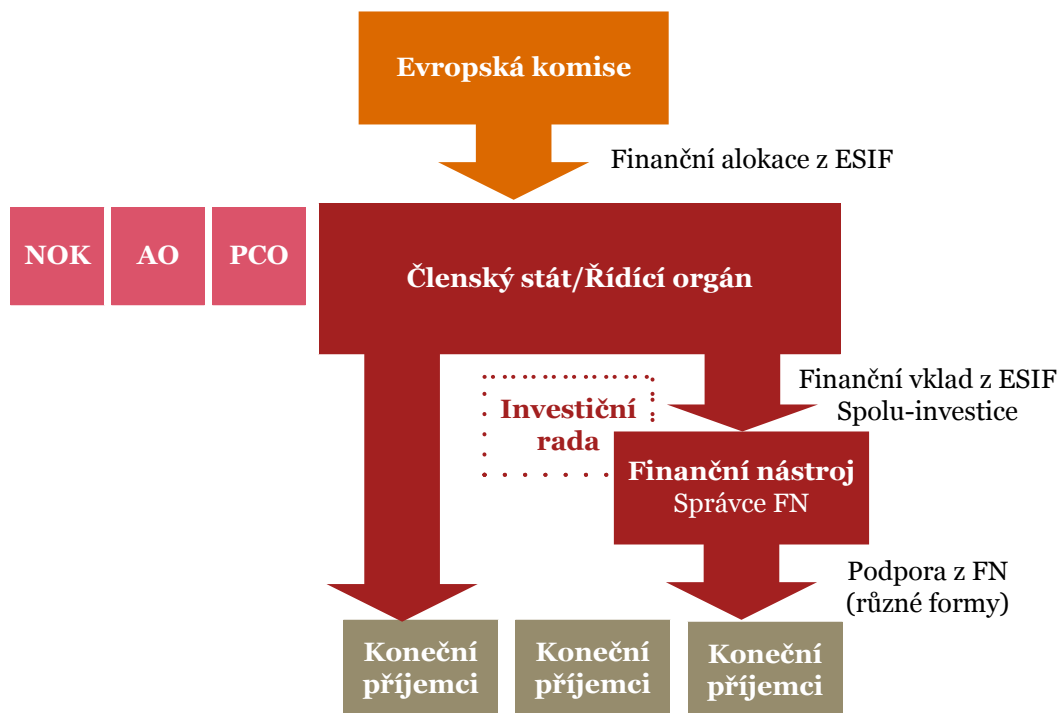 Evropská komise
Finanční alokace z ESIF
NOK
AO
PCO
Členský stát/Řídící orgán
Finanční vklad z ESIF
Spolu-investice
Investiční
rada
Finanční nástroj
Správce FN
Podpora z FN
(různé formy)
Koneční
příjemci
Koneční
příjemci
Koneční
příjemci